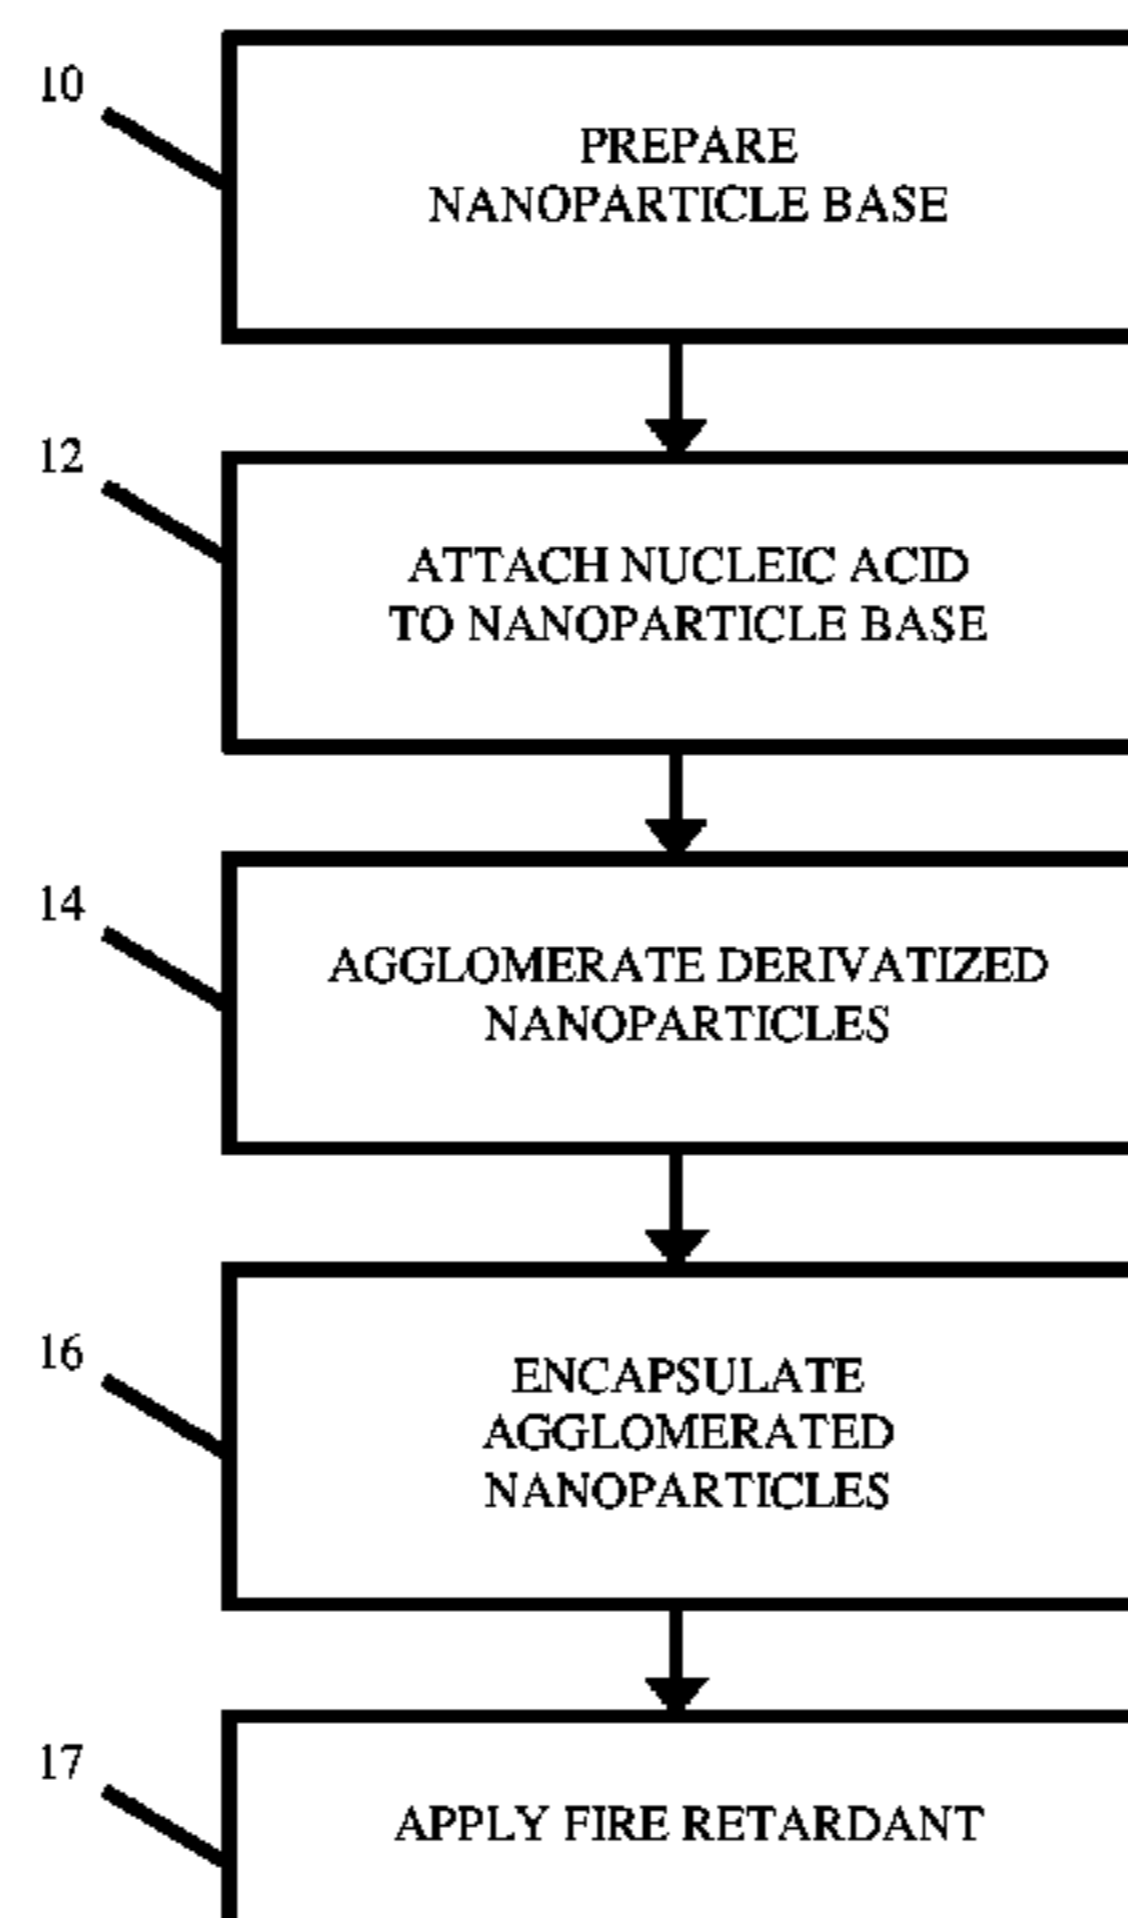 10
PREPARE
NANOPARTICLE BASE
12
ATTACH NUCLEIC ACID
TO NANOPARTICLE BASE
14
AGGLOMERATE DERIVATIZED
NANOPARTICLES
16
ENCAPSULATE
AGGLOMERATED
NANOPARTICLES
17
APPLY FIRE RETARDANT